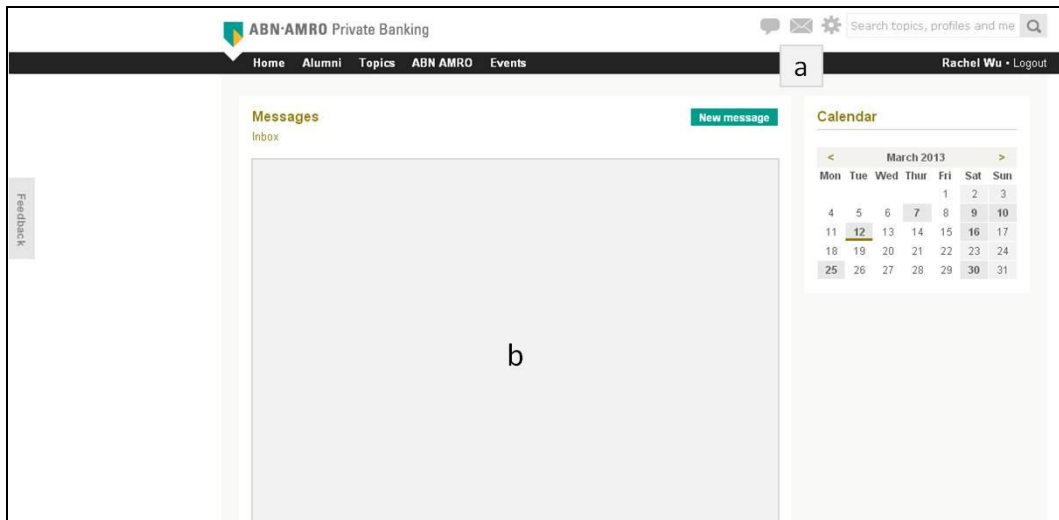 ABN·AMRO Private Banking
Search topics, profiles and me
Home Alumni Topics ABN AMRO Events
a
Rachel Wu • Logout
Messages
New message
Inbox
Calendar
< March 2013 >
Mon Tue Wed Thur Fri Sat Sun
1 2 3
4 5 6 7 8 9 10
11 12 13 14 15 16 17
18 19 20 21 22 23 24
25 26 27 28 29 30 31
Feedback
b